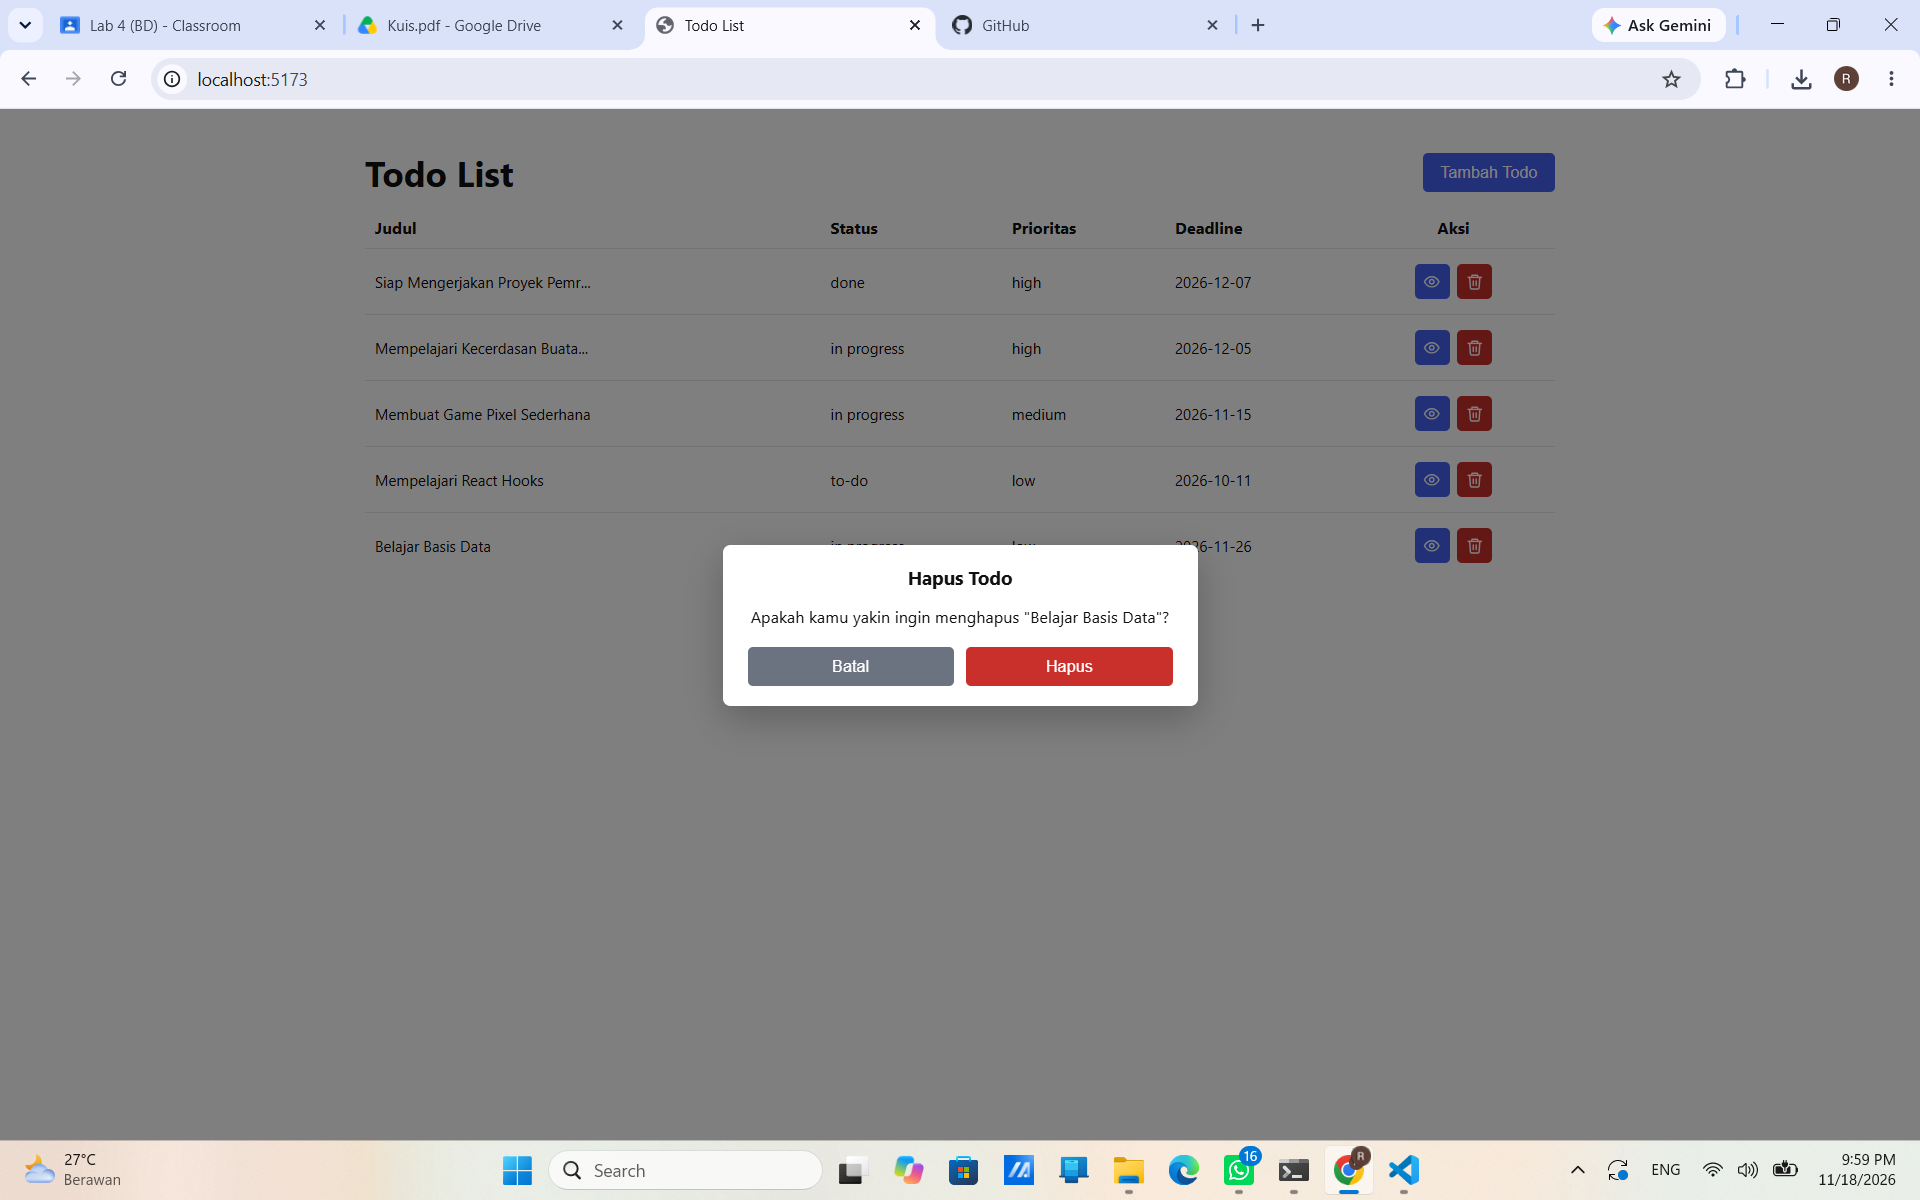 Lab 4 (BD) - Classroom
Kuis.pdf - Google Drive
Todo List
GitHub
Ask Gemini
localhost:5173
R
Todo List
Tambah Todo
Judul Status Prioritas Deadline Aksi
Siap Mengerjakan Proyek Pemr... done high 2026-12-07
Mempelajari Kecerdasan Buata... in progress high 2026-12-05
Membuat Game Pixel Sederhana in progress medium 2026-11-15
Mempelajari React Hooks to-do low 2026-10-11
Belajar Basis Data in progress low 2026-11-26
Hapus Todo
Apakah kamu yakin ingin menghapus "Belajar Basis Data"?
Batal Hapus
27°C
Berawan
Search
16
R
ENG
9:59 PM
11/18/2026